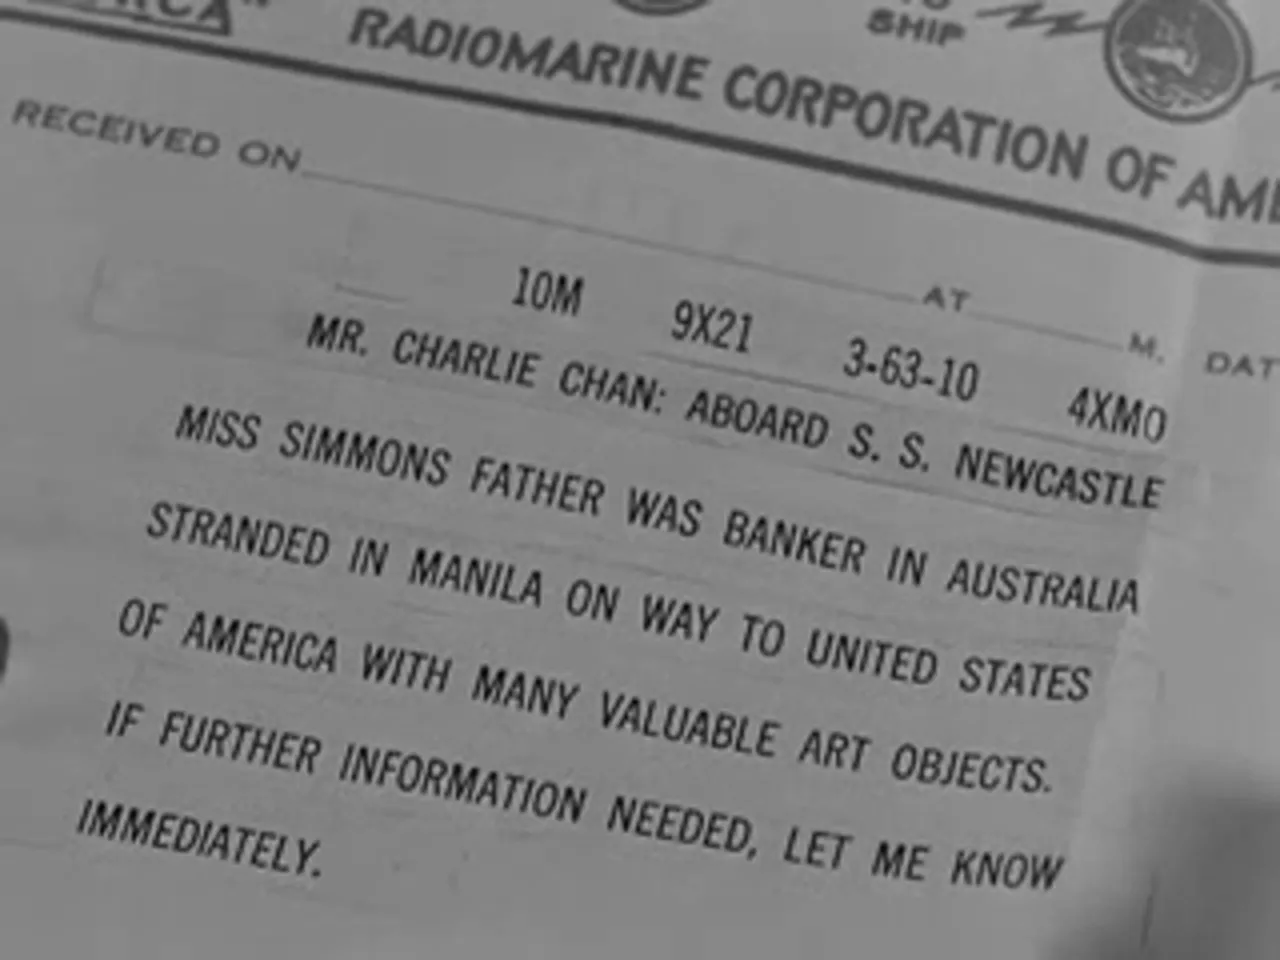 SHIP
RADIOMARINE CORPORATION OF
RECEIVED ON AT M.
10M 9X21 3-63-10 4XMO
MR. CHARLIE CHAN: ABOARD S. S. NEWCASTLE
MISS SIMMONS FATHER WAS BANKER IN AUSTRALIA
STRANDED IN MANILA ON WAY TO UNITED STATES
OF AMERICA WITH MANY VALUABLE ART OBJECTS.
IF FURTHER INFORMATION NEEDED, LET ME KNOW
IMMEDIATELY.